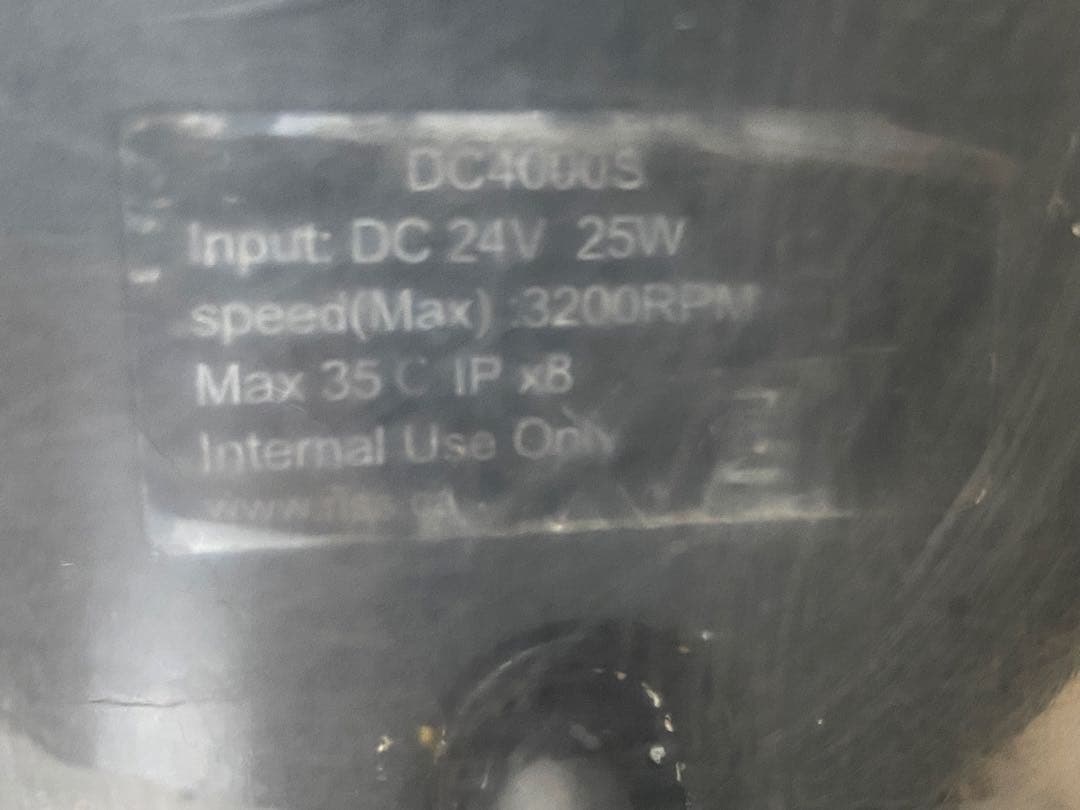 DC4000S
Input: DC 24V 25W
speed(Max) :3200RPM
Max 35 C IP x8
Internal Use Only